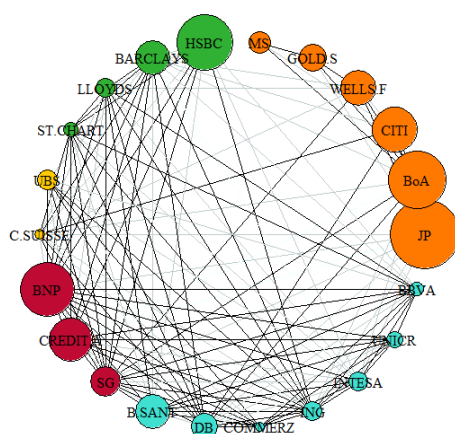 HSBC
MS
BARCLAYS
GOLD.S
LLOYDS
WELLS.F
ST.CHART
CITI
UBS
BoA
C.SUISSE
JP
BNP
BBVA
CREDIT.A
UNICR
SG
INTESA
B.SANT
ING
DB
COMMERZ